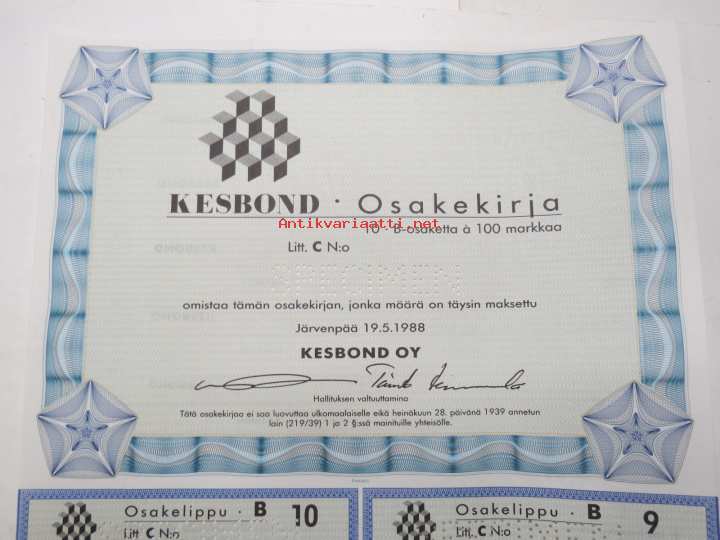 KESBOND · Osakekirja
Antikvariaatti.net
10 · B-osaketta à 100 markkaa
Litt. C N:o
SPECIMEN
omistaa tämän osakekirjan, jonka määrä on täysin maksettu
Järvenpää 19.5.1988
KESBOND OY
Hallituksen valtuuttamina
Tätä osakekirjaa ei saa luovuttaa ulkomaalaiselle eikä heinäkuun 28. päivänä 1939 annetun
lain (219/39) 1 ja 2 §:ssä mainituille yhteisölle.
Osakelippu · B 10
Litt C N:o
Osakelippu · B 9
Litt. C N:o